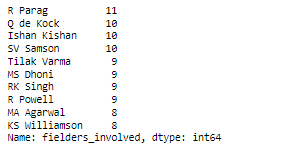 R Parag 11
Q de Kock 10
Ishan Kishan 10
SV Samson 10
Tilak Varma 9
MS Dhoni 9
RK Singh 9
R Powell 9
MA Agarwal 8
KS Williamson 8
Name: fielders_involved, dtype: int64